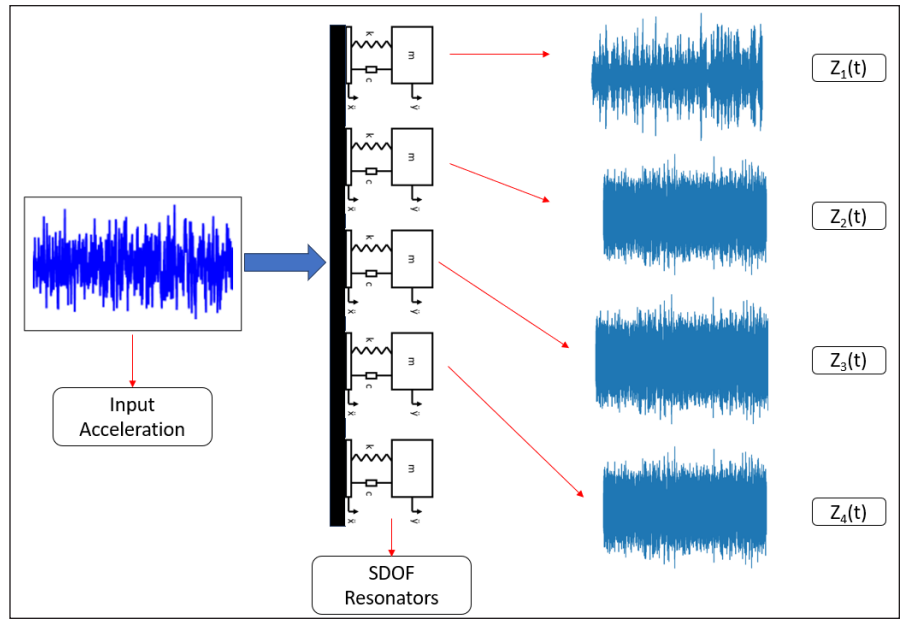 K
m
c
Ẍ
Ÿ
K
m
c
Ẍ
Ÿ
K
m
c
Ẍ
Ÿ
K
m
c
Ẍ
Ÿ
K
m
c
Ẍ
Ÿ
Input
Acceleration
SDOF
Resonators
Z₁(t)
Z₂(t)
Z₃(t)
Z₄(t)